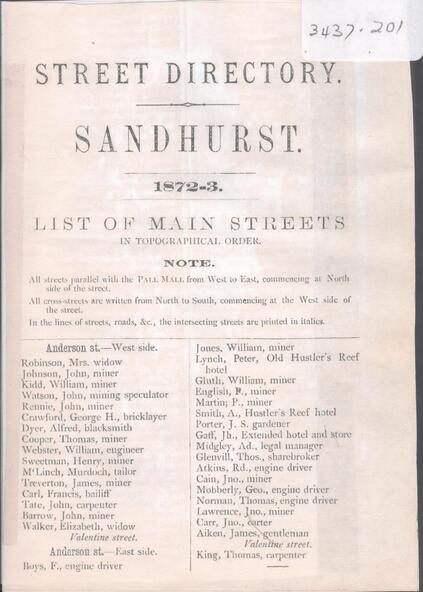 3437.201
STREET DIRECTORY.
SANDHURST.
1872-3.
LIST OF MAIN STREETS
IN TOPOGRAPHICAL ORDER.
NOTE.
All streets parallel with the PALL MALL from West to East, commencing at North
side of the street.
All cross-streets are written from North to South, commencing at the West side of
the street.
In the lines of streets, roads, &c., the intersecting streets are printed in italics.
Anderson st.—West side.
Robinson, Mrs. widow
Johnson, John, miner
Kidd, William, miner
Watson, John, mining speculator
Rennie, John, miner
Crawford, George H., bricklayer
Dyer, Alfred, blacksmith
Cooper, Thomas, miner
Webster, William, engineer
Sweetman, Henry, miner
M'Linch, Murdoch, tailor
Treverton, James, miner
Carl, Francis, bailiff
Tate, John, carpenter
Barrow, John, miner
Walker, Elizabeth, widow
Valentine street.
Anderson st.—East side.
Boys, F., engine driver
Jones, William, miner
Lynch, Peter, Old Hustler's Reef
hotel
Gluth, William, miner
English, F., miner
Martin, P., miner
Smith, A., Hustler's Reef hotel
Porter, J. S. gardener
Gaff, Jh., Extended hotel and store
Midgley, Ad., legal manager
Glenvill, Thos., sharebroker
Atkins, Rd., engine driver
Cain, Jno., miner
Mobberly, Geo., engine driver
Norman, Thomas, engine driver
Lawrence, Jno., miner
Carr, Jno., carter
Aiken, James, gentleman
Valentine street.
King, Thomas, carpenter